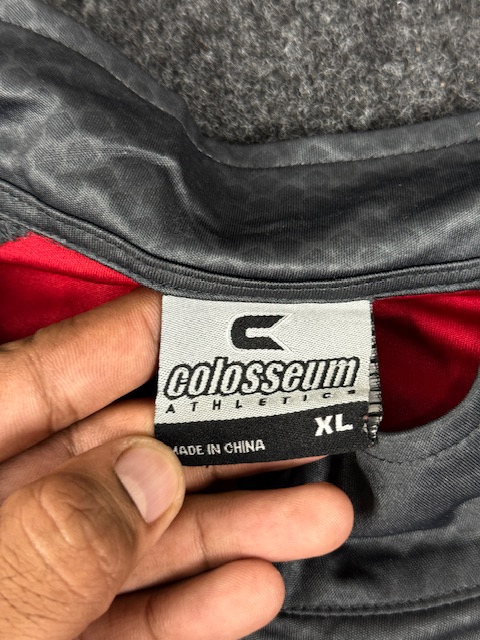 colosseum
ATHLETICS
XL
MADE IN CHINA